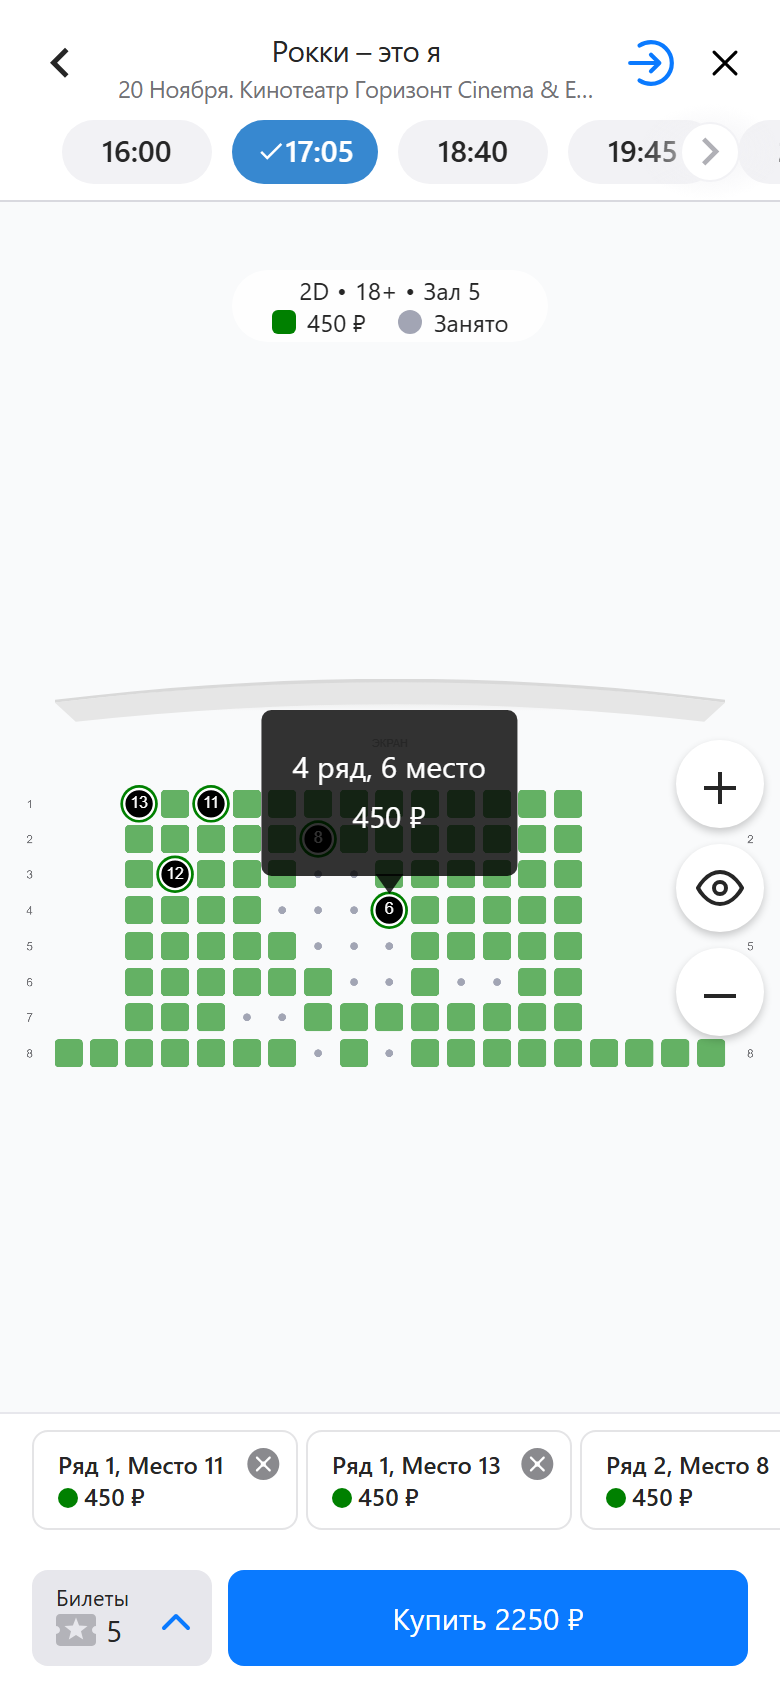 Рокки – это я
20 Ноября. Кинотеатр Горизонт Cinema & E...
16:00 17:05 18:40 19:45
2D • 18+ • Зал 5
450 ₽ Занято
ЭКРАН
4 ряд, 6 место
450 ₽
1 13 11
2 8 2
3 12
4 6
5 5
6
7
8 8
Ряд 1, Место 11 Ряд 1, Место 13 Ряд 2, Место 8
450 ₽ 450 ₽ 450 ₽
Билеты
5
Купить 2250 ₽